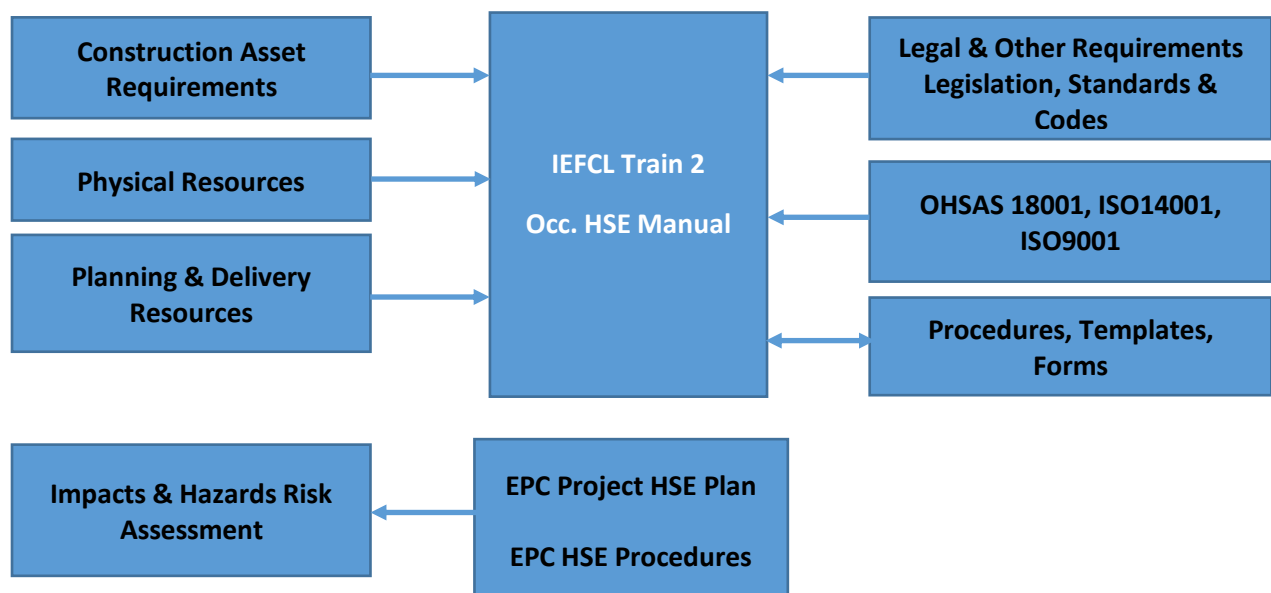 Construction Asset
Requirements
Physical Resources
Planning & Delivery
Resources
IEFCL Train 2
Occ. HSE Manual
Legal & Other Requirements
Legislation, Standards &
Codes
OHSAS 18001, ISO14001,
ISO9001
Procedures, Templates,
Forms
Impacts & Hazards Risk
Assessment
EPC Project HSE Plan
EPC HSE Procedures